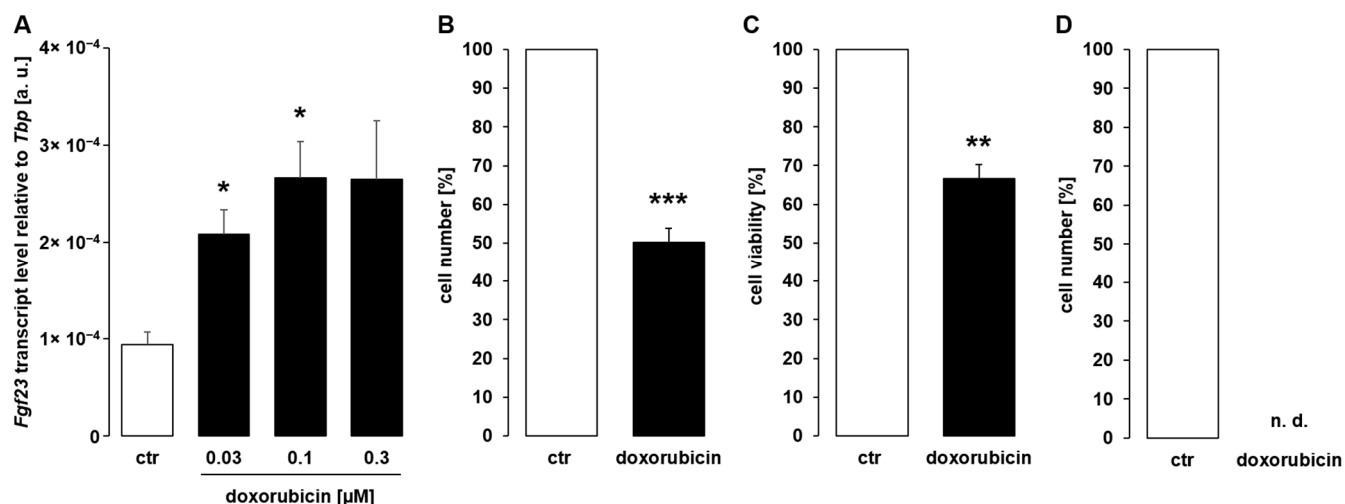 A
Fgf23 transcript level relative to Tbp [a. u.]
4× 10⁻⁴
3× 10⁻⁴
2× 10⁻⁴
1× 10⁻⁴
0
*
*
ctr
0.03
0.1
0.3
doxorubicin [µM]
B
cell number [%]
100
90
80
70
60
50
40
30
20
10
0
***
ctr
doxorubicin
C
cell viability [%]
100
90
80
70
60
50
40
30
20
10
0
**
ctr
doxorubicin
D
cell number [%]
100
90
80
70
60
50
40
30
20
10
0
n. d.
ctr
doxorubicin